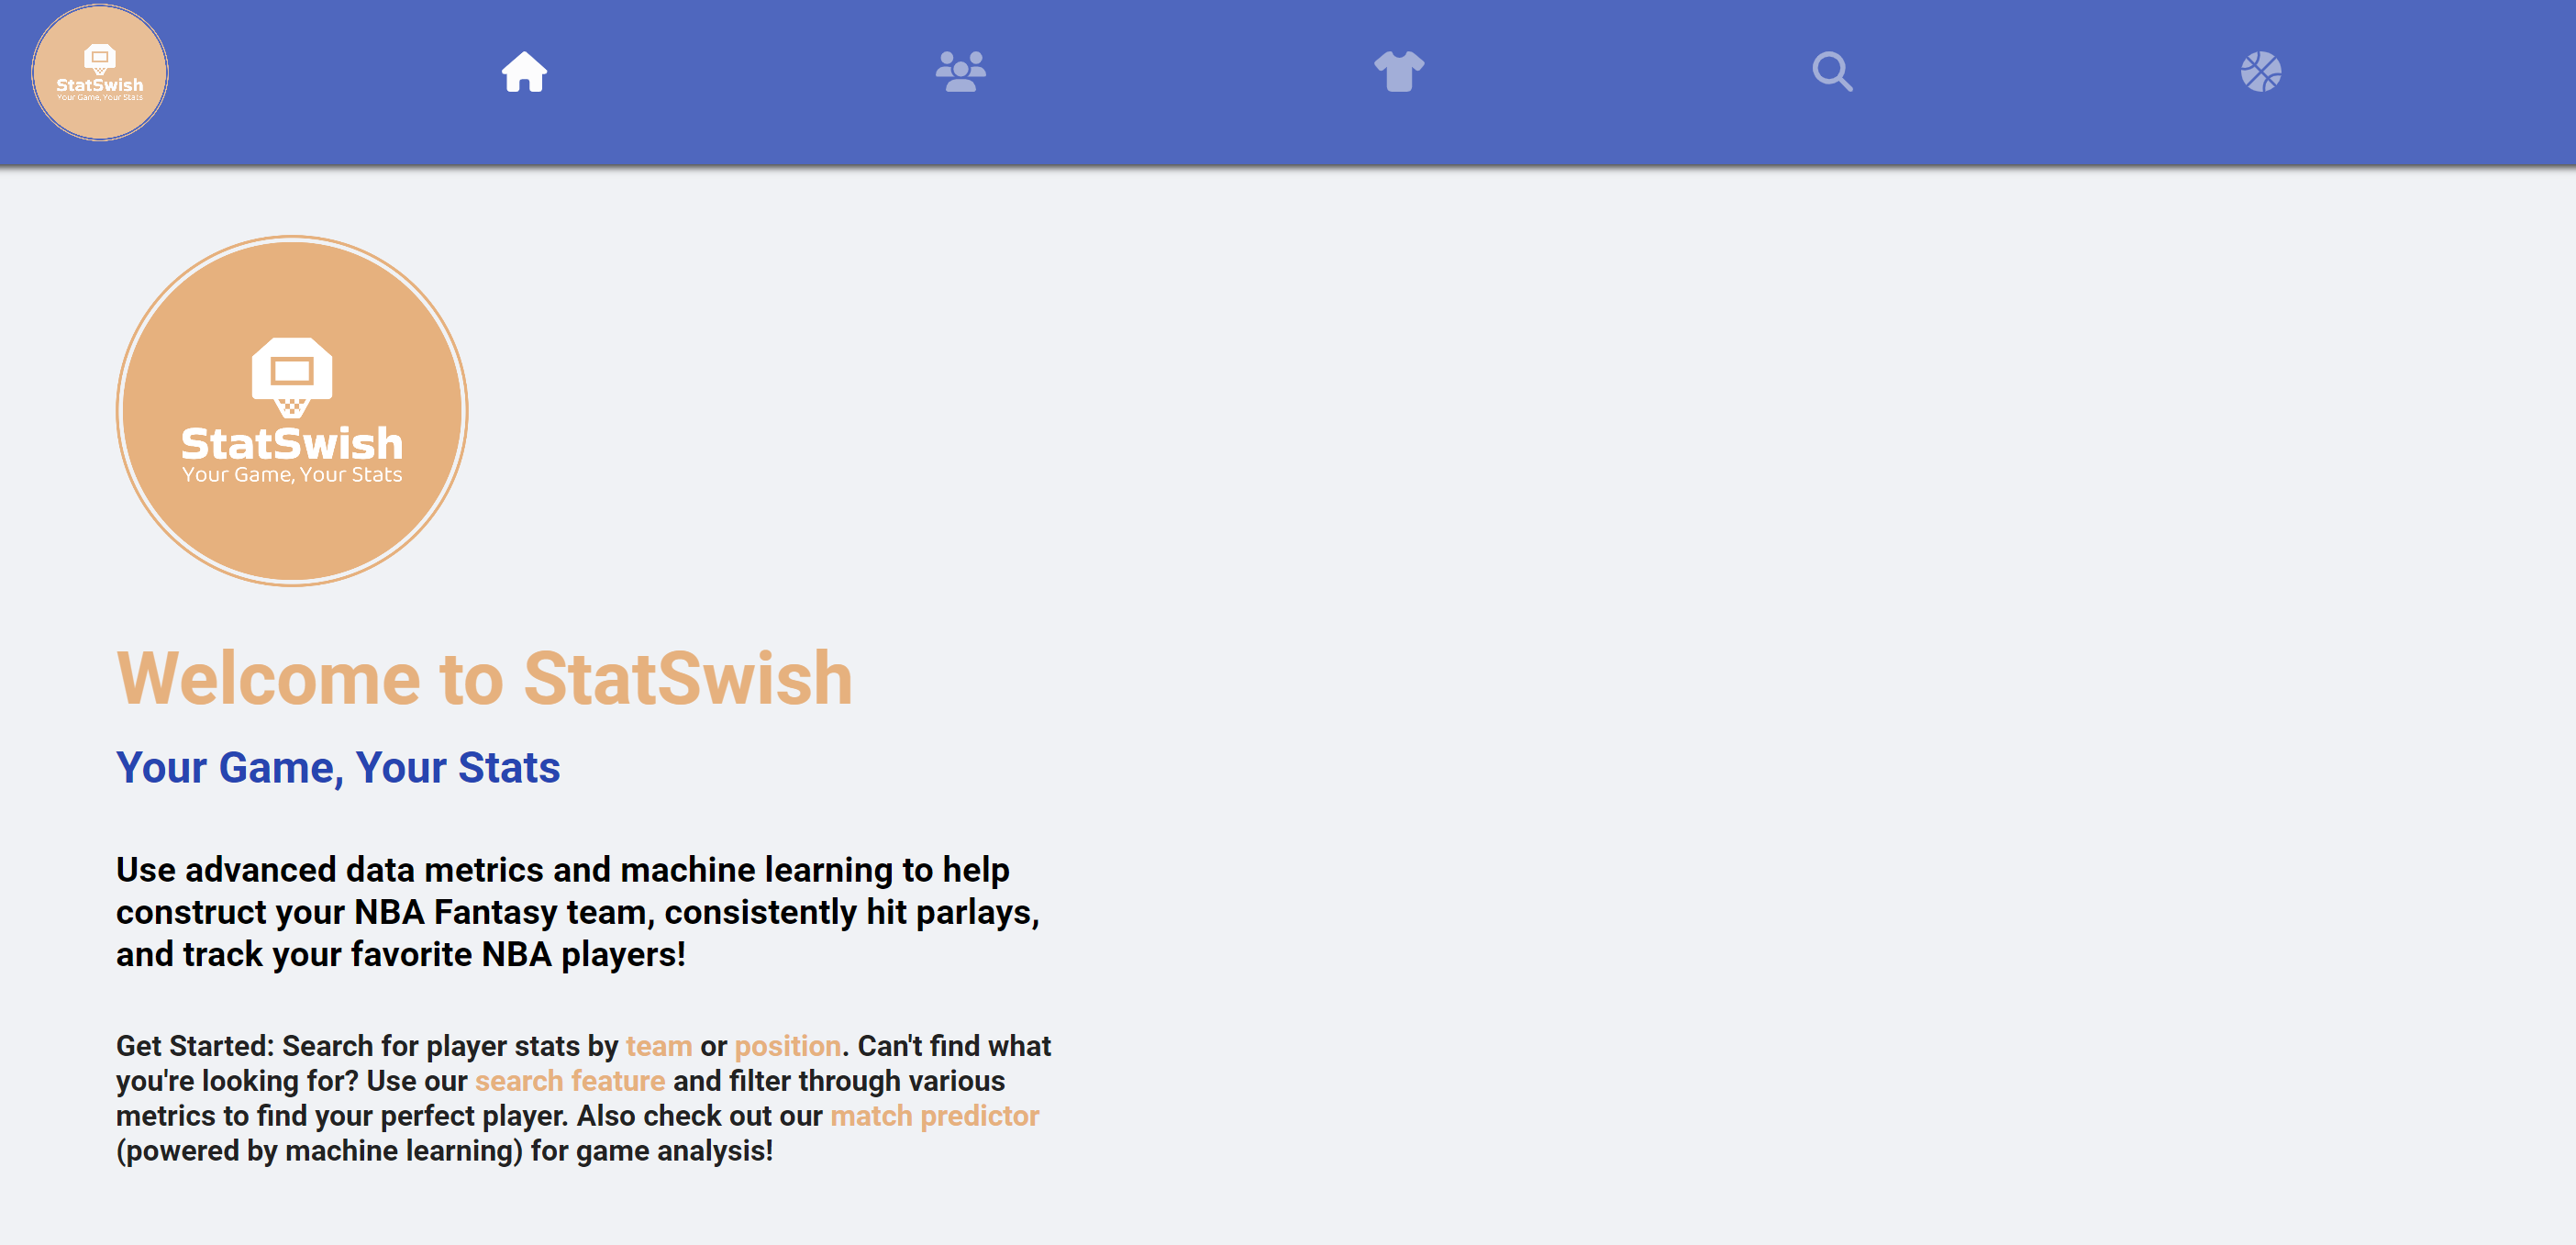 StatSwish
Your Game, Your Stats
StatSwish
Your Game, Your Stats
Welcome to StatSwish
Your Game, Your Stats
Use advanced data metrics and machine learning to help
construct your NBA Fantasy team, consistently hit parlays,
and track your favorite NBA players!
Get Started: Search for player stats by team or position. Can't find what
you're looking for? Use our search feature and filter through various
metrics to find your perfect player. Also check out our match predictor
(powered by machine learning) for game analysis!